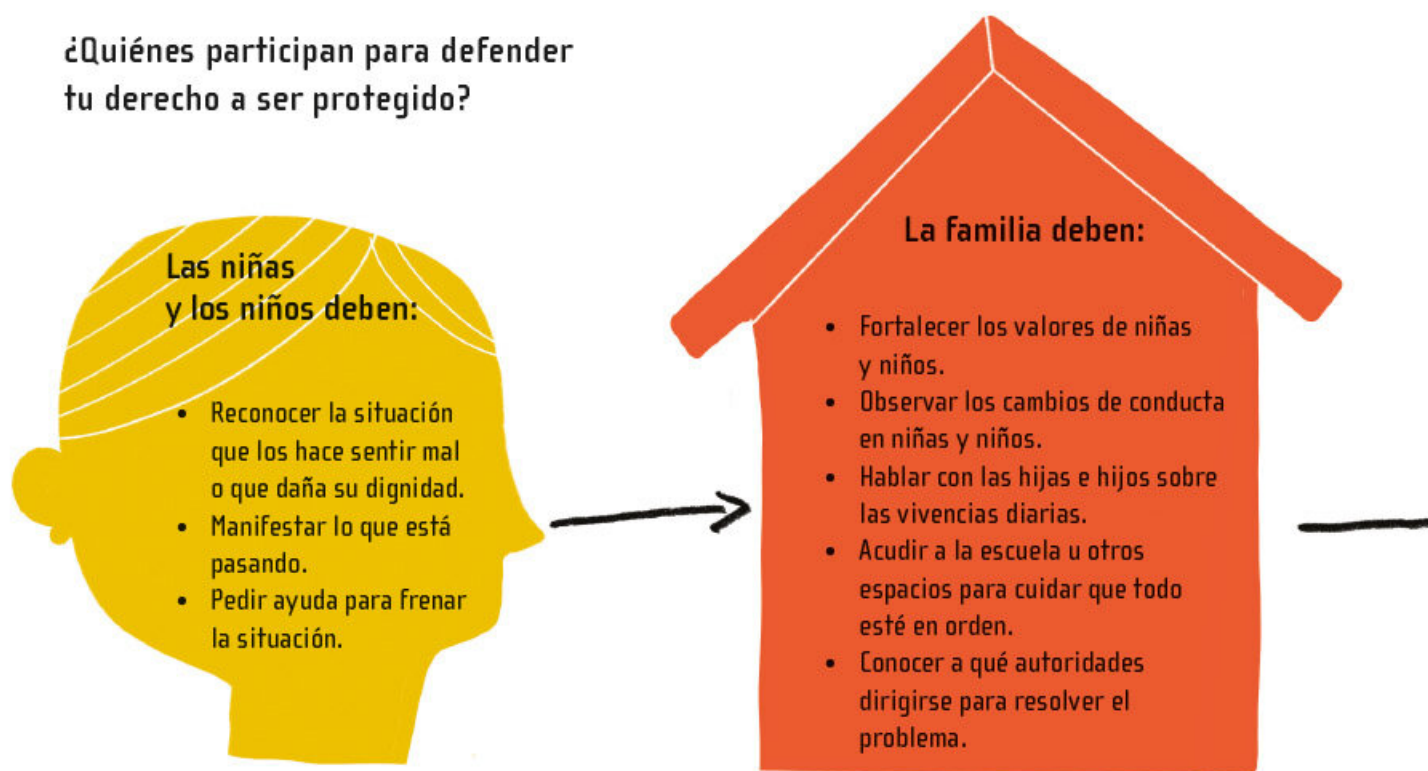 ¿Quiénes participan para defender
tu derecho a ser protegido?
Las niñas
y los niños deben:
• Reconocer la situación
que los hace sentir mal
o que daña su dignidad.
• Manifestar lo que está
pasando.
• Pedir ayuda para frenar
la situación.
La familia deben:
• Fortalecer los valores de niñas
y niños.
• Observar los cambios de conducta
en niñas y niños.
• Hablar con las hijas e hijos sobre
las vivencias diarias.
• Acudir a la escuela u otros
espacios para cuidar que todo
esté en orden.
• Conocer a qué autoridades
dirigirse para resolver el
problema.